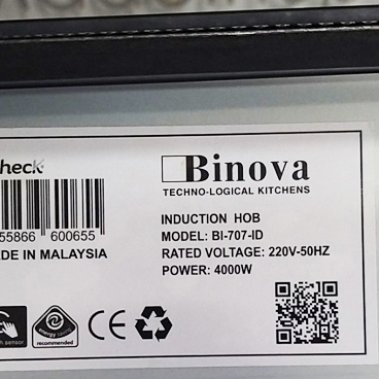 heck
Binova
TECHNO-LOGICAL KITCHENS
55866 600655
DE IN MALAYSIA
INDUCTION HOB
MODEL: BI-707-ID
RATED VOLTAGE: 220V-50HZ
POWER: 4000W
h sensor
recommended
CE